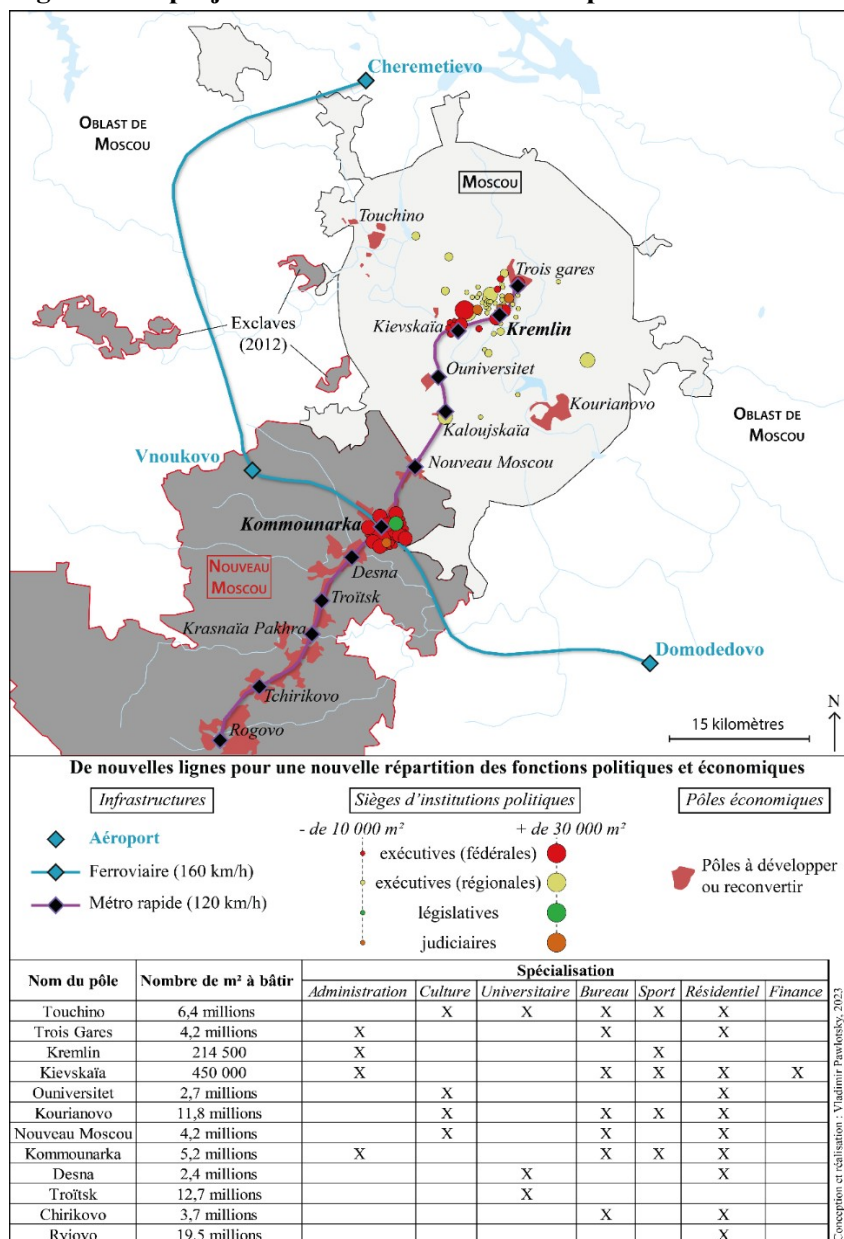 Cheremetievo
OBLAST DE
MOSCOU
MOSCOU
Touchino
Trois gares
Exclaves
(2012)
Kievskaïa
Kremlin
Ouniversitet
Kourianovo
Kaloujskaïa
OBLAST DE
MOSCOU
Vnoukovo
Nouveau Moscou
Kommounarka
NOUVEAU
MOSCOU
Desna
Troïtsk
Krasnaïa Pakhra
Domodedovo
Tchirikovo
Rogovo
15 kilomètres
N
De nouvelles lignes pour une nouvelle répartition des fonctions politiques et économiques
Infrastructures
Aéroport
Ferroviaire (160 km/h)
Métro rapide (120 km/h)
Sièges d'institutions politiques
- de 10 000 m² + de 30 000 m²
exécutives (fédérales)
exécutives (régionales)
législatives
judiciaires
Pôles économiques
Pôles à développer
ou reconvertir
Nom du pôle Nombre de m² à bâtir Spécialisation
Administration Culture Universitaire Bureau Sport Résidentiel Finance
Touchino 6,4 millions X X X X X
Trois Gares 4,2 millions X X X
Kremlin 214 500 X X
Kievskaïa 450 000 X X X X X
Ouniversitet 2,7 millions X X
Kourianovo 11,8 millions X X X X
Nouveau Moscou 4,2 millions X X X
Kommounarka 5,2 millions X X X X
Desna 2,4 millions X X
Troïtsk 12,7 millions X
Chirikovo 3,7 millions X X
Ryjovo 19,5 millions X
Conception et réalisation : Vladimir Pawlotsky, 2023